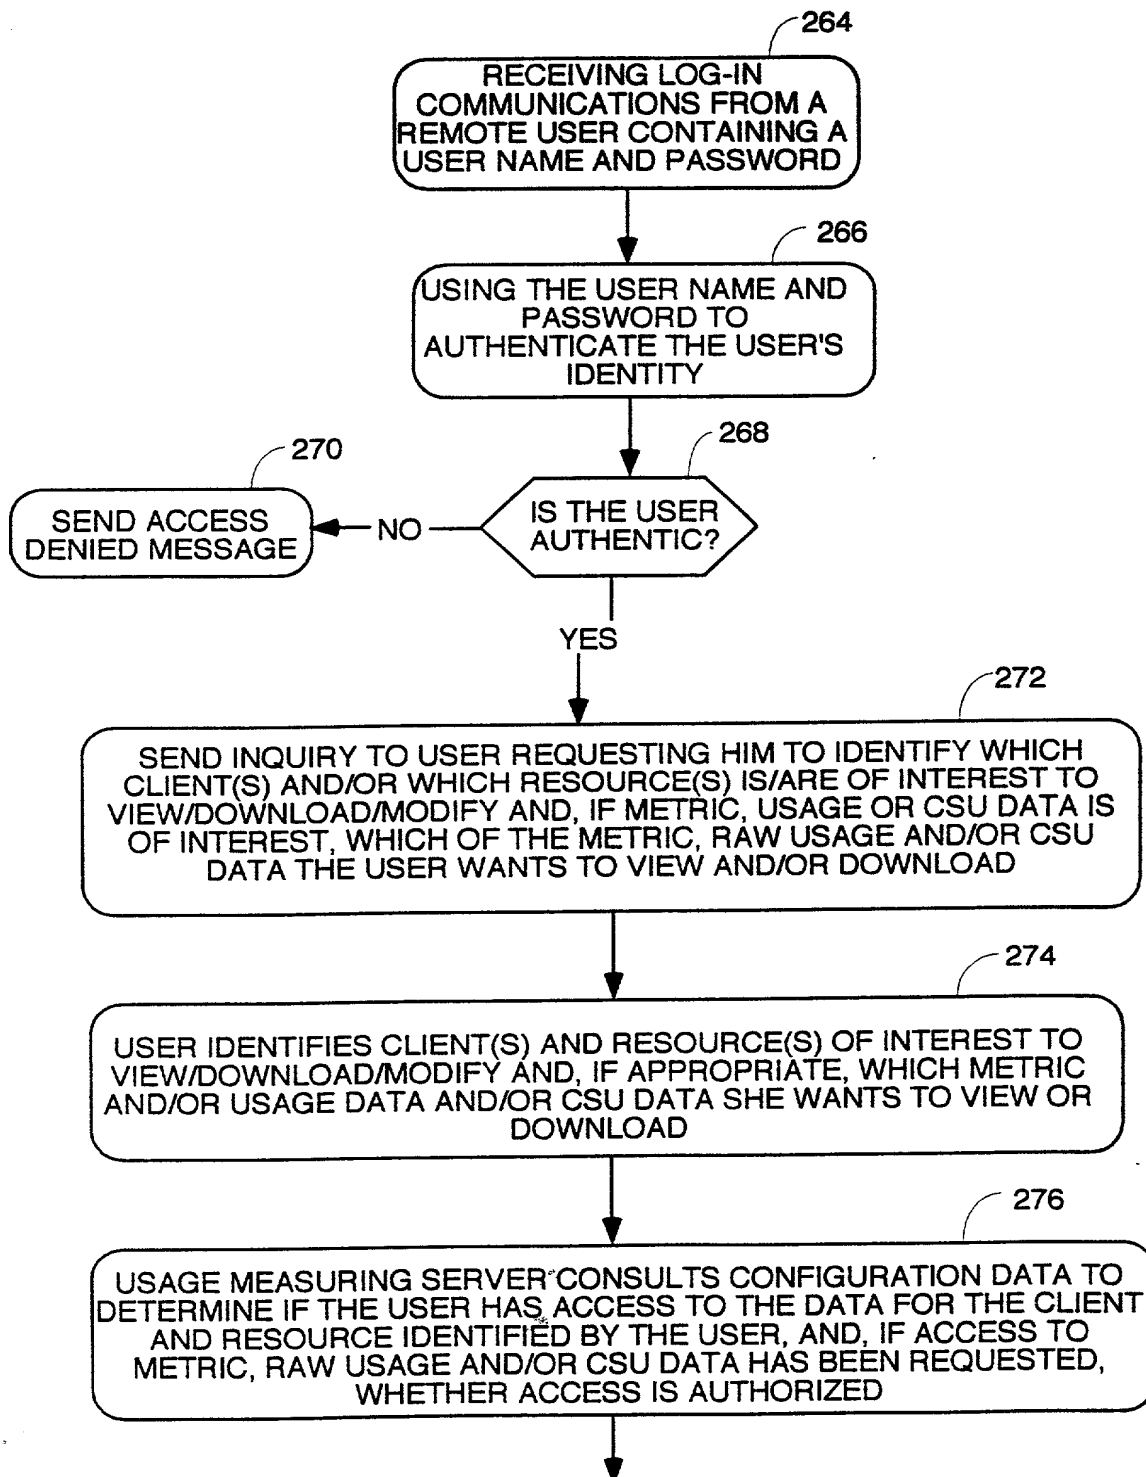 264
RECEIVING LOG-IN
COMMUNICATIONS FROM A
REMOTE USER CONTAINING A
USER NAME AND PASSWORD
266
USING THE USER NAME AND
PASSWORD TO
AUTHENTICATE THE USER'S
IDENTITY
268
IS THE USER
AUTHENTIC?
270
SEND ACCESS
DENIED MESSAGE
NO
YES
272
SEND INQUIRY TO USER REQUESTING HIM TO IDENTIFY WHICH
CLIENT(S) AND/OR WHICH RESOURCE(S) IS/ARE OF INTEREST TO
VIEW/DOWNLOAD/MODIFY AND, IF METRIC, USAGE OR CSU DATA IS
OF INTEREST, WHICH OF THE METRIC, RAW USAGE AND/OR CSU
DATA THE USER WANTS TO VIEW AND/OR DOWNLOAD
274
USER IDENTIFIES CLIENT(S) AND RESOURCE(S) OF INTEREST TO
VIEW/DOWNLOAD/MODIFY AND, IF APPROPRIATE, WHICH METRIC
AND/OR USAGE DATA AND/OR CSU DATA SHE WANTS TO VIEW OR
DOWNLOAD
276
USAGE MEASURING SERVER CONSULTS CONFIGURATION DATA TO
DETERMINE IF THE USER HAS ACCESS TO THE DATA FOR THE CLIENT
AND RESOURCE IDENTIFIED BY THE USER, AND, IF ACCESS TO
METRIC, RAW USAGE AND/OR CSU DATA HAS BEEN REQUESTED,
WHETHER ACCESS IS AUTHORIZED